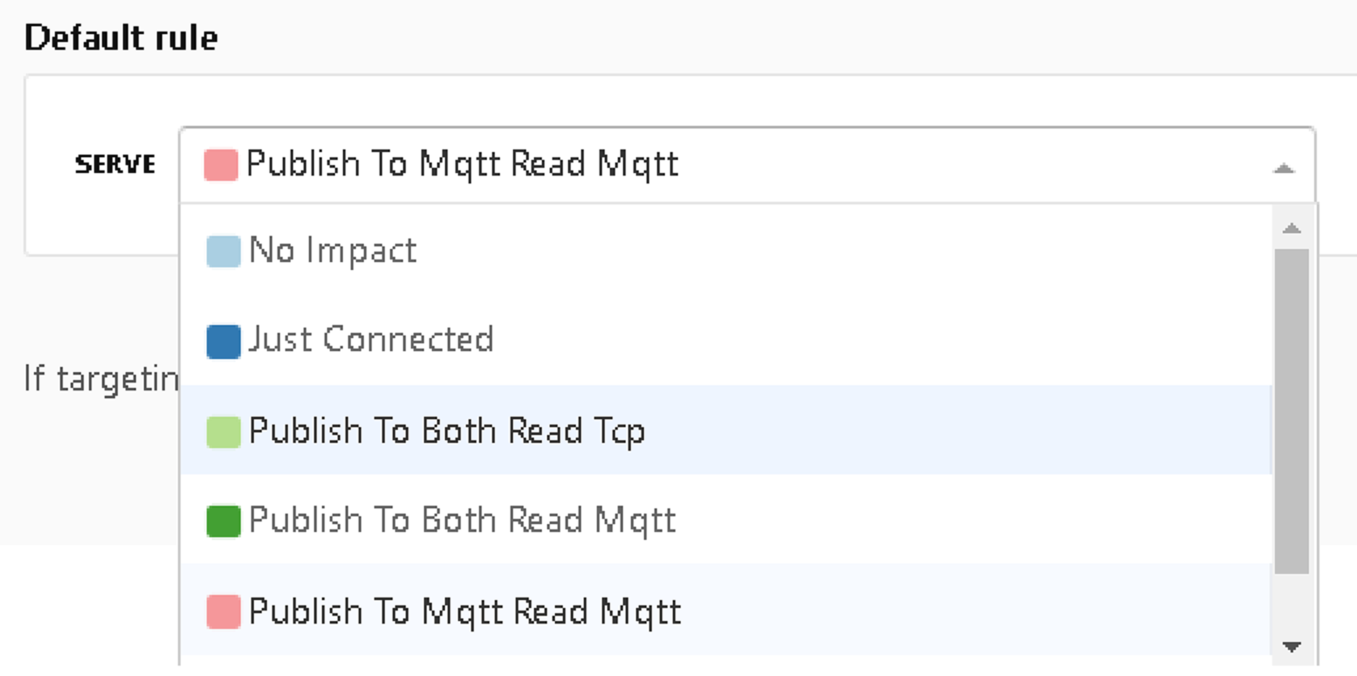 Default rule
SERVE Publish To Mqtt Read Mqtt
No Impact
Just Connected
If targetin
Publish To Both Read Tcp
Publish To Both Read Mqtt
Publish To Mqtt Read Mqtt